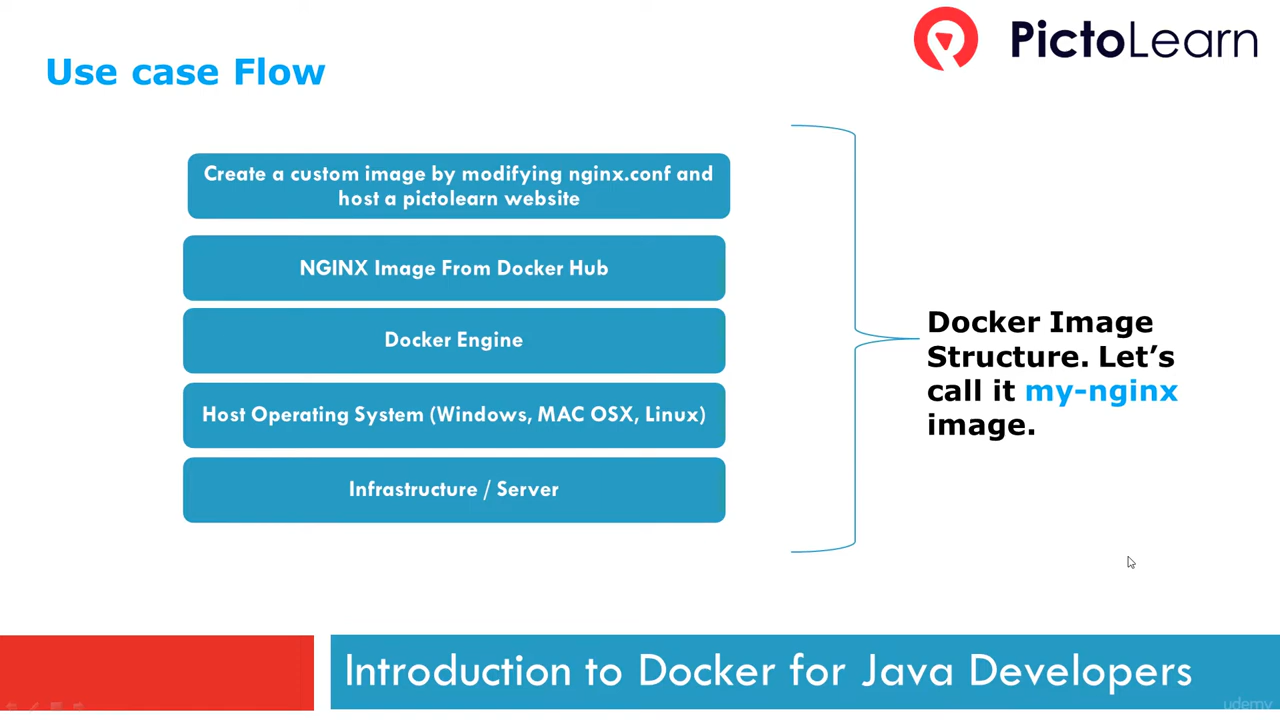 PictoLearn
Use case Flow
Create a custom image by modifying nginx.conf and
host a pictolearn website
NGINX Image From Docker Hub
Docker Engine
Host Operating System (Windows, MAC OSX, Linux)
Infrastructure / Server
Docker Image
Structure. Let’s
call it my-nginx
image.
Introduction to Docker for Java Developers
udemy